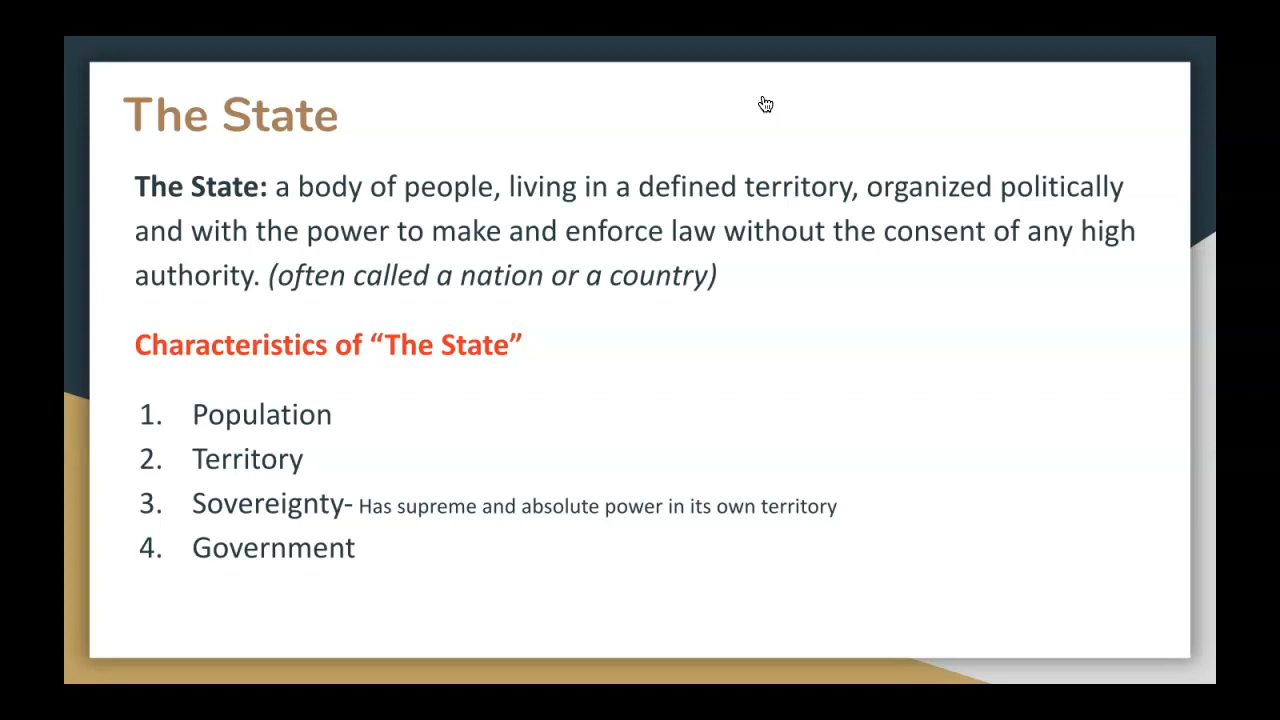 The State
The State: a body of people, living in a defined territory, organized politically
and with the power to make and enforce law without the consent of any high
authority. (often called a nation or a country)
Characteristics of “The State”
1. Population
2. Territory
3. Sovereignty- Has supreme and absolute power in its own territory
4. Government